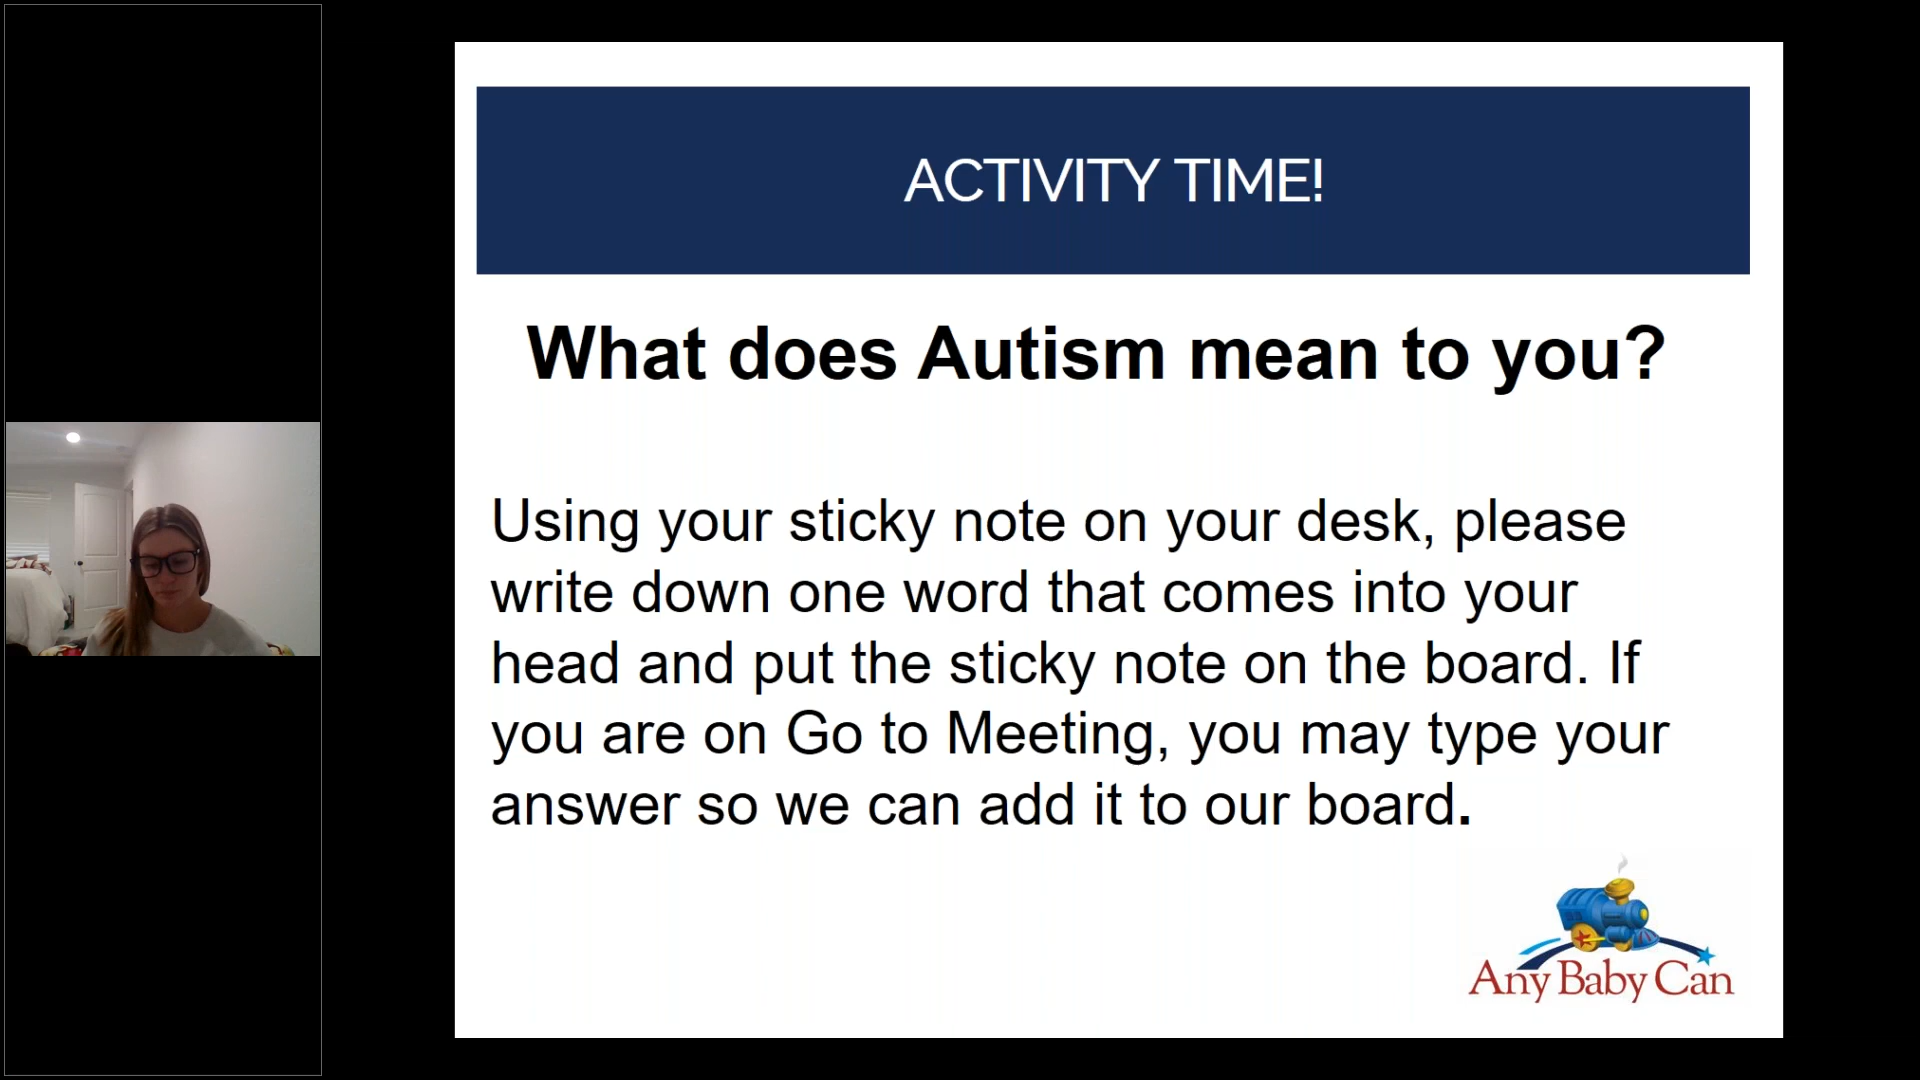 ACTIVITY TIME!
What does Autism mean to you?
Using your sticky note on your desk, please
write down one word that comes into your
head and put the sticky note on the board. If
you are on Go to Meeting, you may type your
answer so we can add it to our board.
Any Baby Can